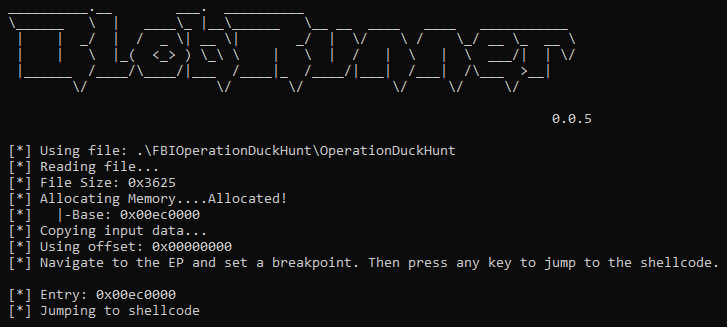 BlobRunner
0.0.5
[*] Using file: .\FBIOperationDuckHunt\OperationDuckHunt
[*] Reading file...
[*] File Size: 0x3625
[*] Allocating Memory....Allocated!
[*]   |-Base: 0x00ec0000
[*] Copying input data...
[*] Using offset: 0x00000000
[*] Navigate to the EP and set a breakpoint. Then press any key to jump to the shellcode.
[*] Entry: 0x00ec0000
[*] Jumping to shellcode